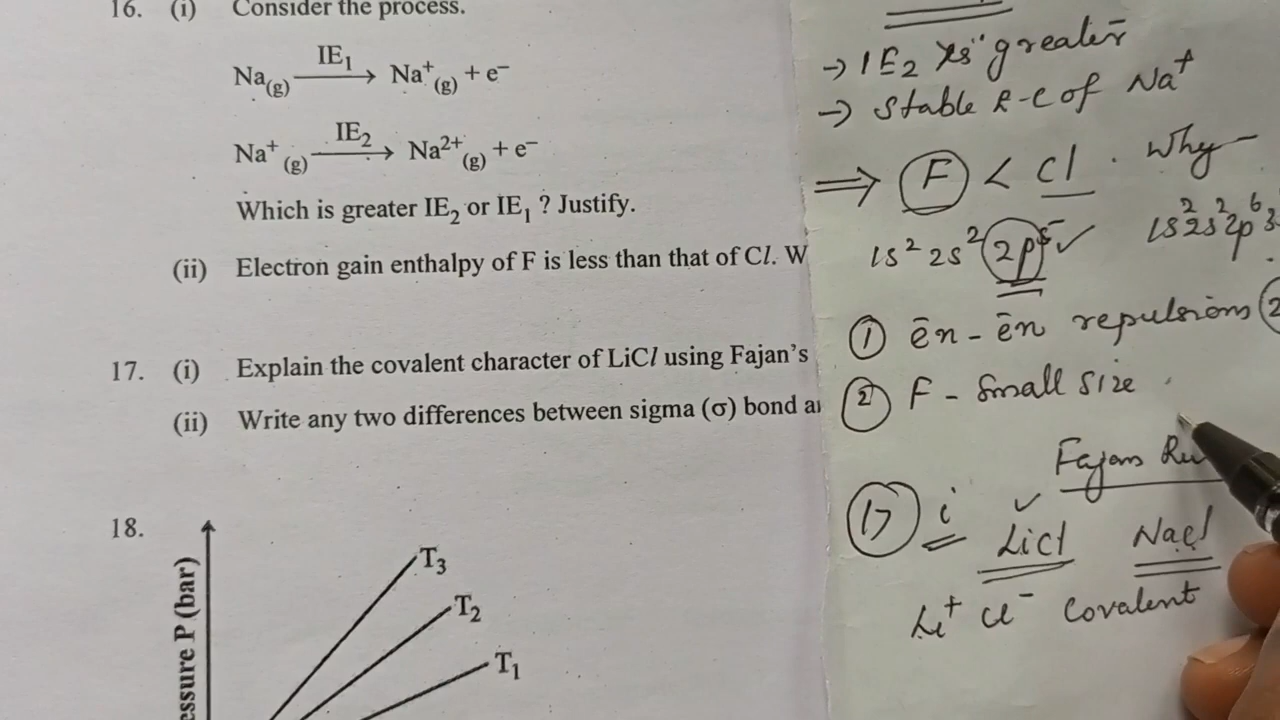 16. (i) Consider the process.
Na(g) IE₁ → Na⁺(g) + e⁻
Na⁺(g) IE₂ → Na²⁺(g) + e⁻
Which is greater IE₂ or IE₁ ? Justify.
(ii) Electron gain enthalpy of F is less than that of Cl. W
17. (i) Explain the covalent character of LiCl using Fajan's
(ii) Write any two differences between sigma (σ) bond
18.
T₃
T₂
T₁
essure P (bar)
→ IE₂ is greater
→ stable e-c of Na⁺
⇒ F < Cl . Why
1s² 2s² 2p⁵ ✓ 1s² 2s² 2p⁶ 3
① ēn - ēn repulsions
② F - Small size
Fajans
17 i ✓ LiCl NaCl
Li⁺ Cl⁻ Covalent